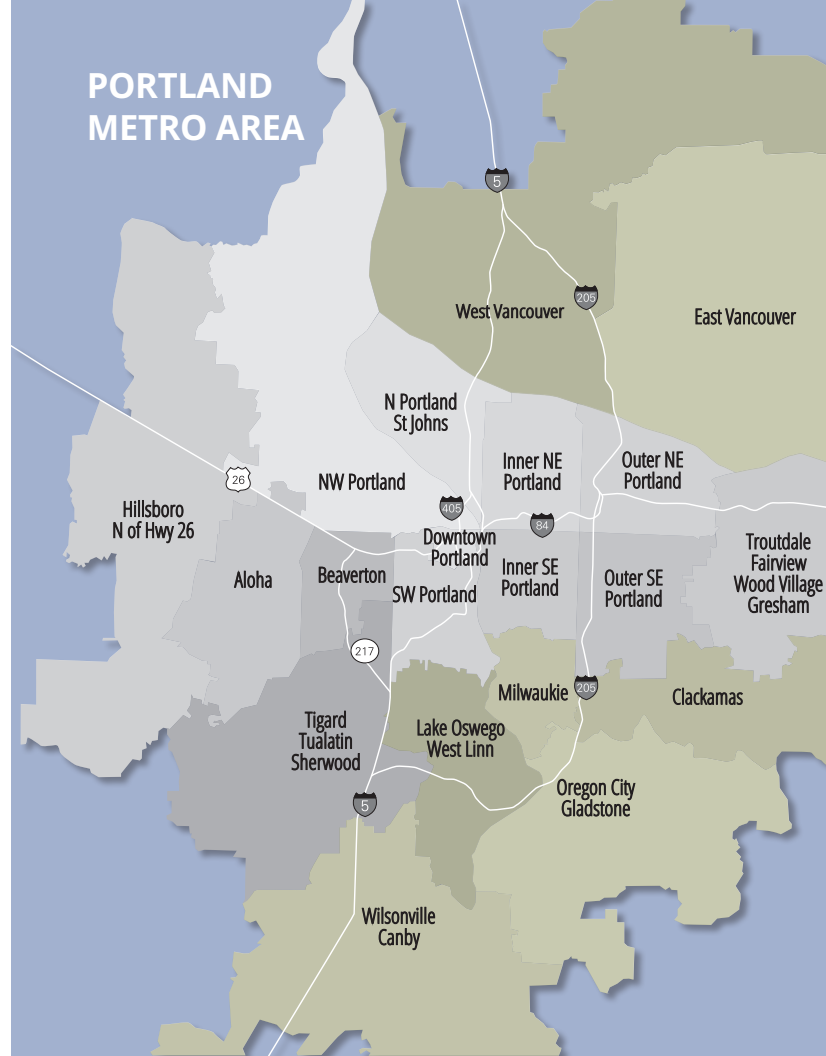 PORTLAND
METRO AREA
5
205
West Vancouver
East Vancouver
N Portland
St Johns
Inner NE
Portland
Outer NE
Portland
NW Portland
26
405
84
Hillsboro
N of Hwy 26
Downtown
Portland
Troutdale
Fairview
Wood Village
Gresham
Aloha
Beaverton
SW Portland
Inner SE
Portland
Outer SE
Portland
217
205
Milwaukie
Clackamas
Tigard
Tualatin
Sherwood
Lake Oswego
West Linn
Oregon City
Gladstone
5
Wilsonville
Canby